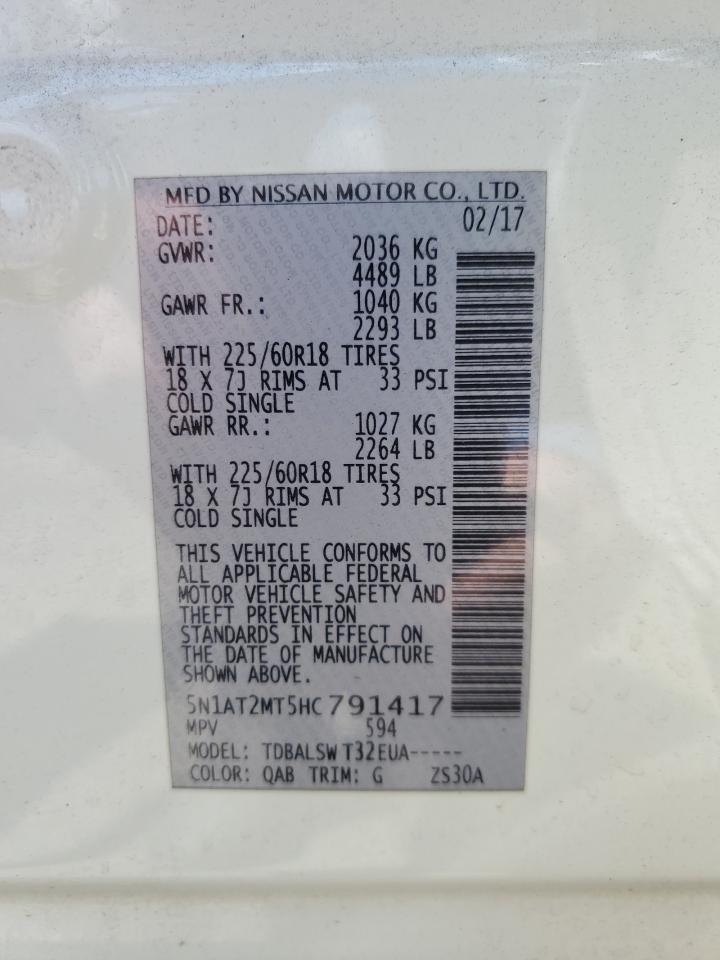 MFD BY NISSAN MOTOR CO., LTD.
DATE: 02/17
GVWR: 2036 KG
4489 LB
GAWR FR.: 1040 KG
2293 LB
WITH 225/60R18 TIRES
18 X 7J RIMS AT 33 PSI
COLD SINGLE
GAWR RR.: 1027 KG
2264 LB
WITH 225/60R18 TIRES
18 X 7J RIMS AT 33 PSI
COLD SINGLE
THIS VEHICLE CONFORMS TO
ALL APPLICABLE FEDERAL
MOTOR VEHICLE SAFETY AND
THEFT PREVENTION
STANDARDS IN EFFECT ON
THE DATE OF MANUFACTURE
SHOWN ABOVE.
5N1AT2MT5HC791417
MPV 594
MODEL: TDBALSW T32EUA-----
COLOR: QAB TRIM: G ZS30A